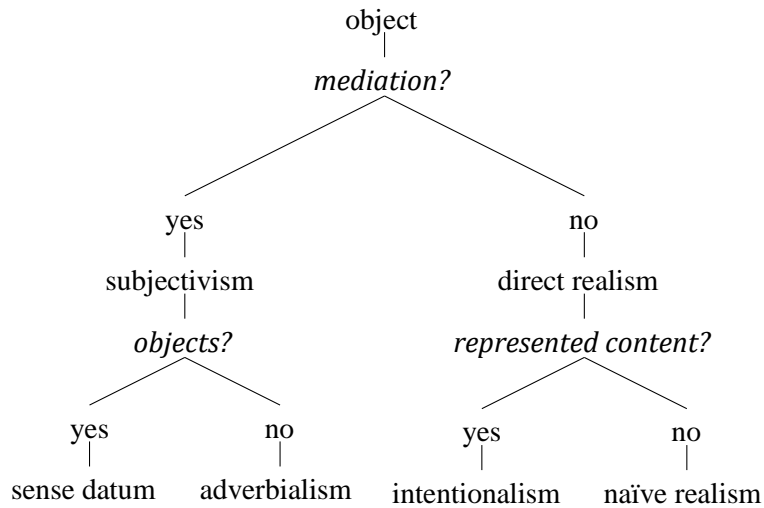 object
mediation?
yes no
subjectivism direct realism
objects? represented content?
yes no yes no
sense datum adverbialism intentionalism naïve realism